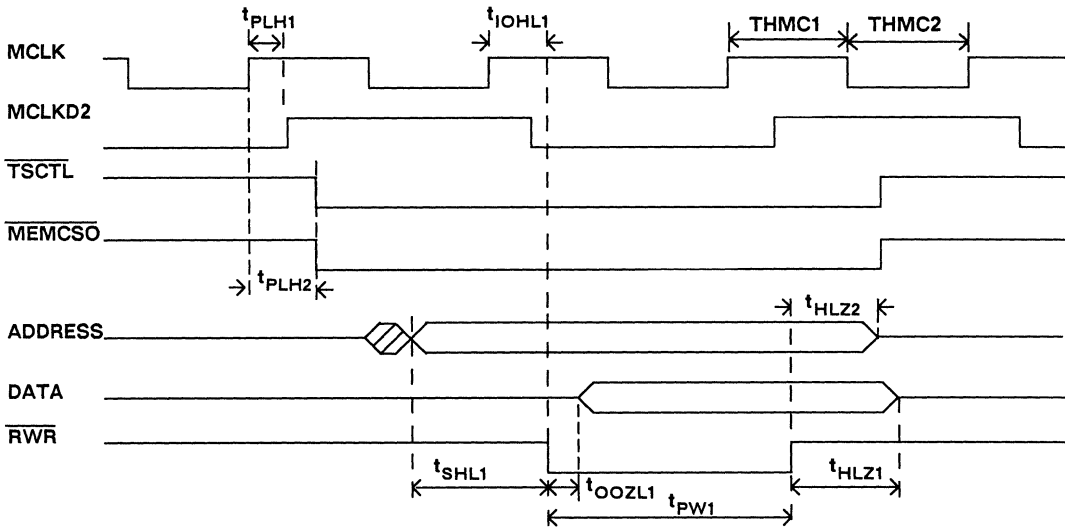 tPLH1
tIOHL1
THMC1
THMC2
MCLK
MCLKD2
TSCTL
MEMCSO
tPLH2
tHLZ2
ADDRESS
DATA
RWR
tSHL1
tOOZL1
tHLZ1
tPW1